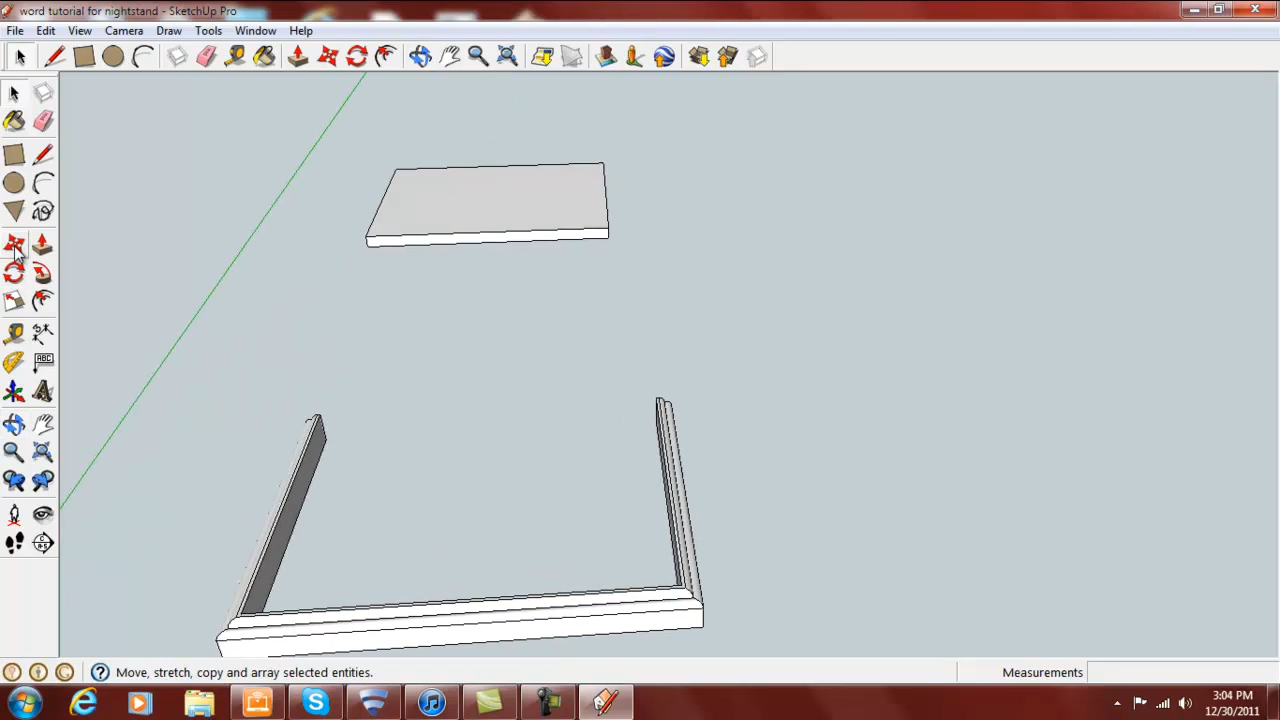 word tutorial for nightstand - SketchUp Pro
File Edit View Camera Draw Tools Window Help
ABC
Move, stretch, copy and array selected entities.
Measurements
3:04 PM
12/30/2011